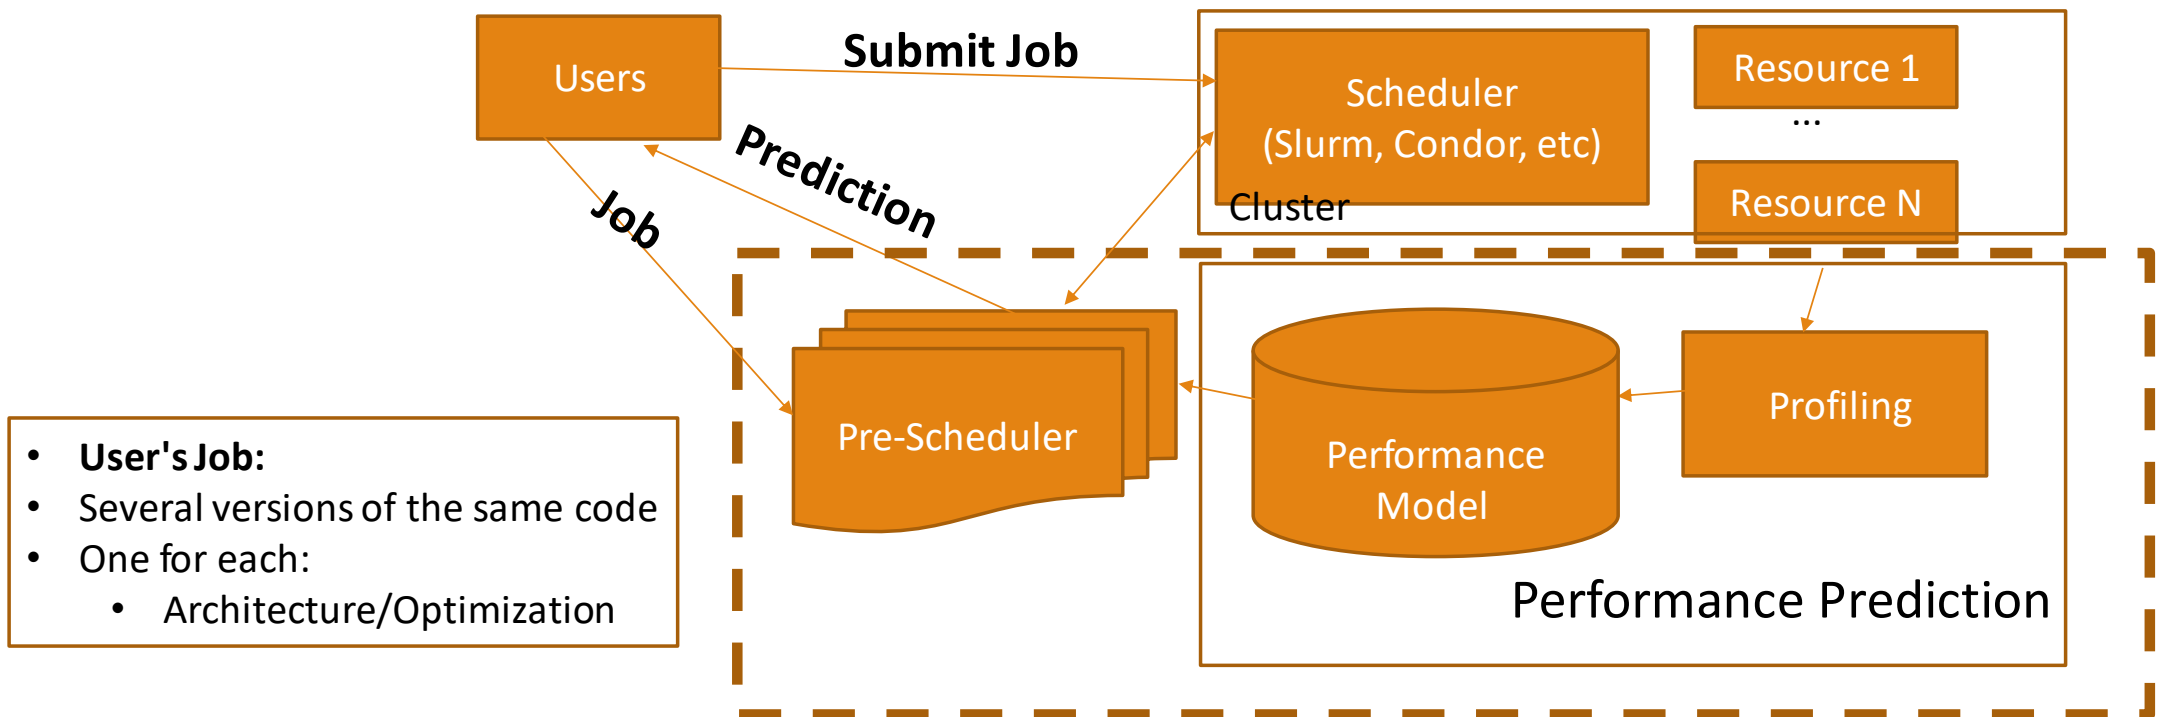 Users
Submit Job
Scheduler
(Slurm, Condor, etc)
Cluster
Resource 1
...
Resource N
Prediction
Job
Pre-Scheduler
Performance
Model
Profiling
Performance Prediction
• User's Job:
• Several versions of the same code
• One for each:
• Architecture/Optimization